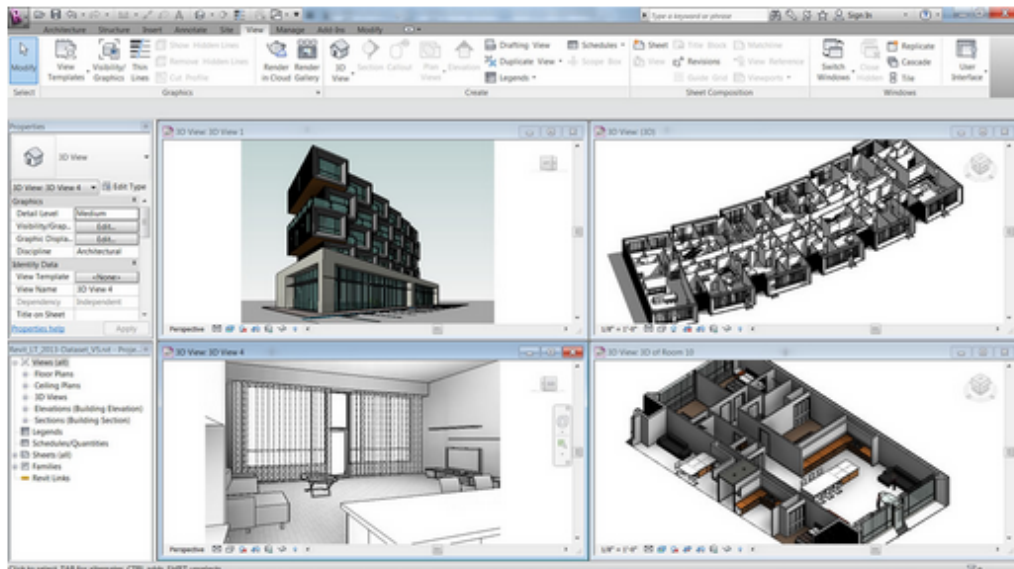 Type a keyword or phrase
Sign In
Architecture Structure Insert Annotate Site View Manage Add-Ins Modify
Modify
View Templates
Visibility/ Graphics
Thin Lines
Show Hidden Lines
Remove Hidden Lines
Cut Profile
Render in Cloud
Render Gallery
3D View
Section
Callout
Plan Views
Elevation
Drafting View
Duplicate View
Legends
Schedules
Scope Box
Sheet
View
Title Block
Revisions
Guide Grid
Matchline
View Reference
Viewports
Switch Windows
Close Hidden
Replicate
Cascade
Tile
User Interface
Select Graphics Create Sheet Composition Windows
Properties
3D View
3D View: 3D View 4 Edit Type
Graphics
Detail Level Medium
Visibility/Grap... Edit...
Graphic Displa... Edit...
Discipline Architectural
Identity Data
View Template <None>
View Name 3D View 4
Dependency Independent
Title on Sheet
Properties help Apply
3D View: 3D View 1
Perspective
3D View: {3D}
1/8" = 1'-0"
Revit_LT_2013-Dataset_V5.rvt - Proje...
Views (all)
Floor Plans
Ceiling Plans
3D Views
Elevations (Building Elevation)
Sections (Building Section)
Legends
Schedules/Quantities
Sheets (all)
Families
Revit Links
3D View: 3D View 4
Perspective
3D View: 3D of Room 10
1/8" = 1'-0"